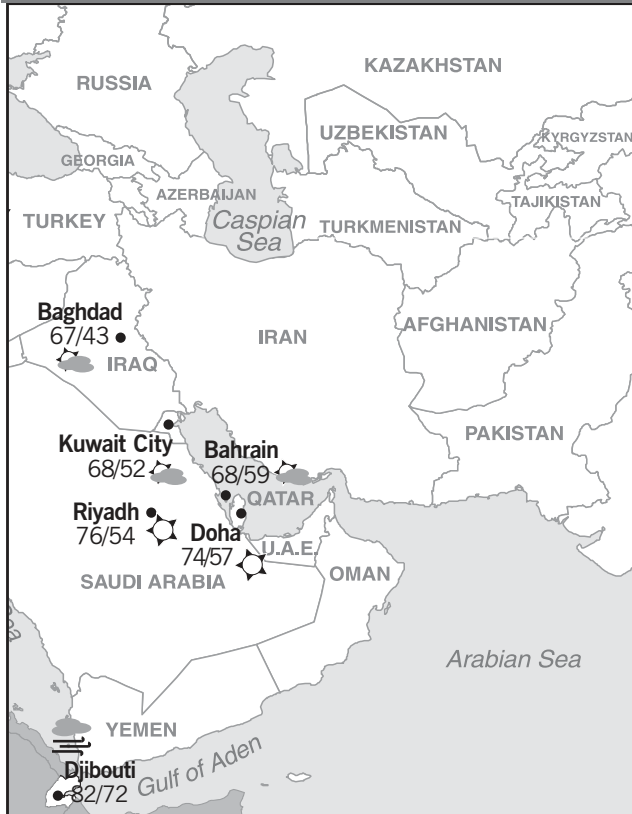 KAZAKHSTAN
RUSSIA
UZBEKISTAN
KYRGYZSTAN
GEORGIA
AZERBAIJAN
TAJIKISTAN
TURKEY
Caspian
Sea
TURKMENISTAN
Baghdad
67/43
IRAQ
IRAN
AFGHANISTAN
PAKISTAN
Kuwait City
68/52
Bahrain
68/59
QATAR
Riyadh
76/54
Doha
74/57
U.A.E.
SAUDI ARABIA
OMAN
Arabian Sea
YEMEN
Gulf of Aden
Djibouti
82/72